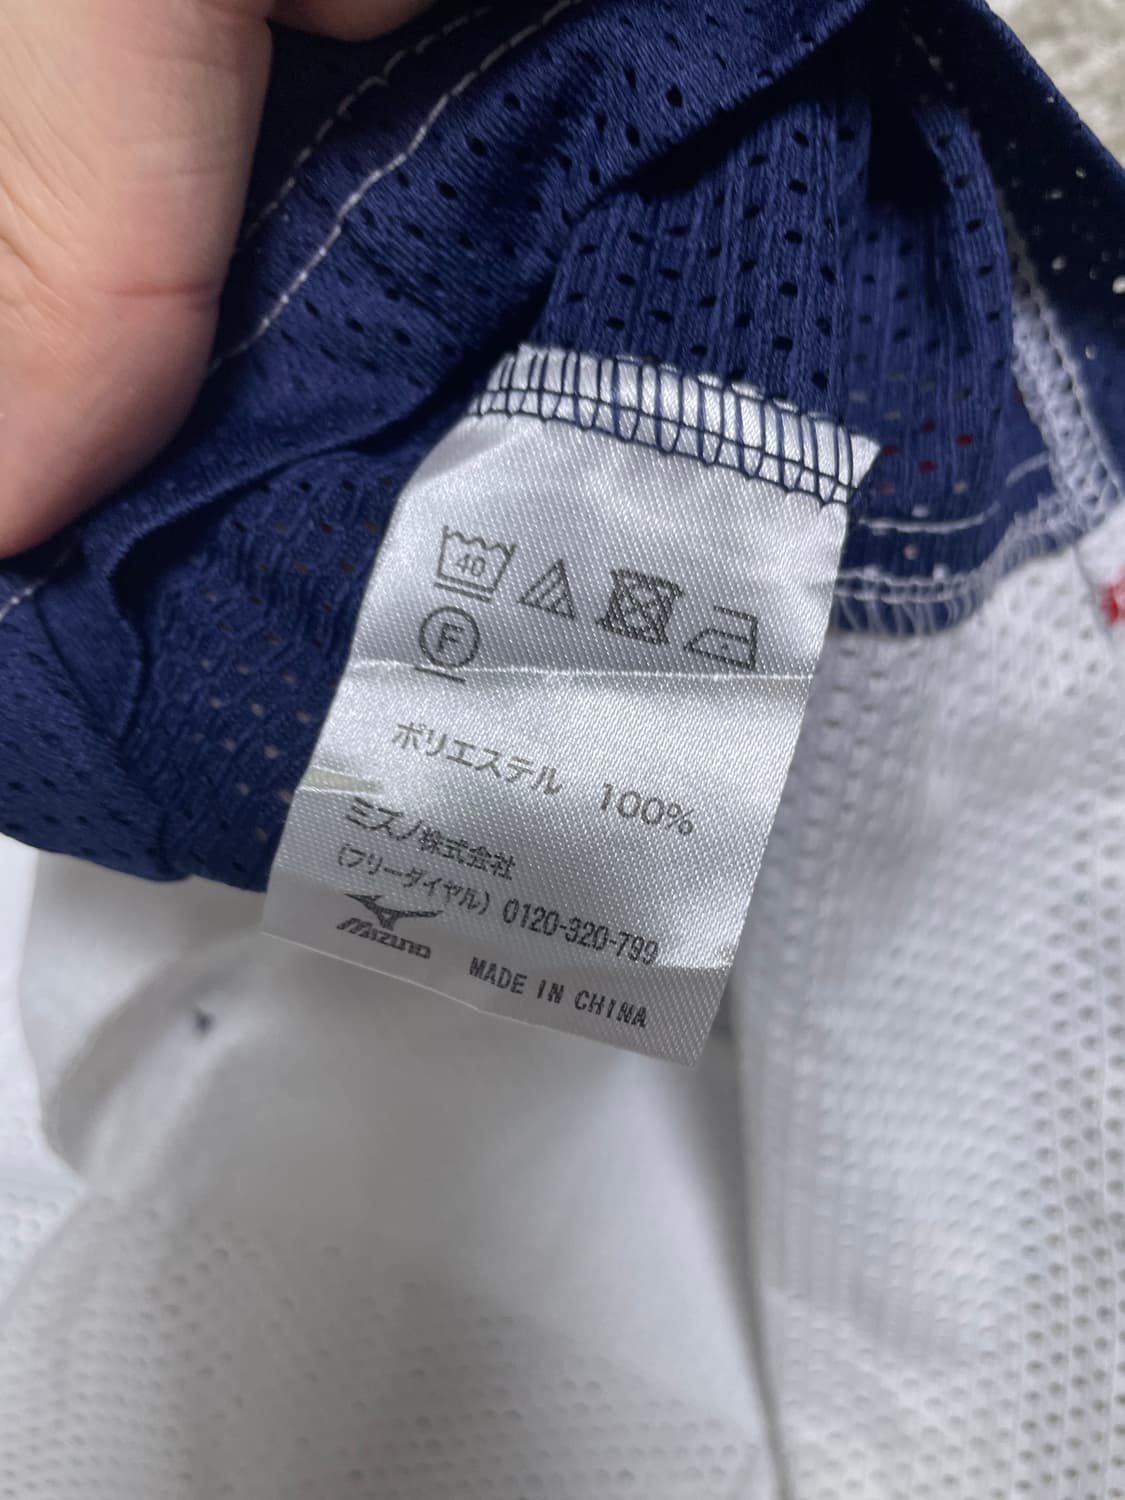 40
F
ポリエステル 100%
ミズノ株式会社
(フリーダイヤル) 0120-320-799
Mizuno
MADE IN CHINA